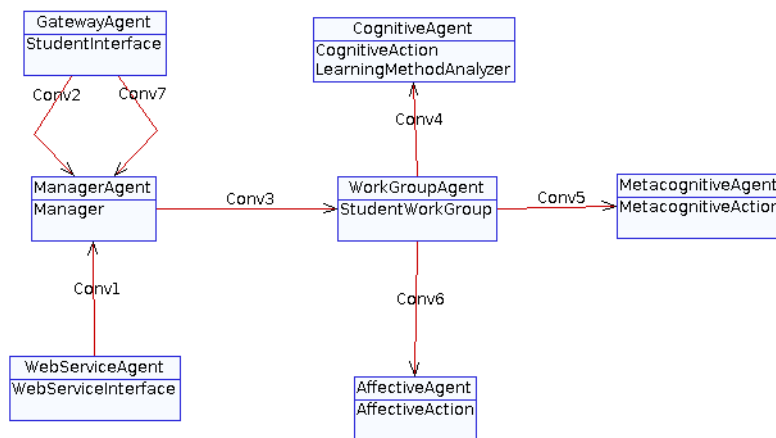 GatewayAgent
StudentInterface
CognitiveAgent
CognitiveAction
LearningMethodAnalyzer
Conv2
Conv7
Conv4
ManagerAgent
Manager
Conv3
WorkGroupAgent
StudentWorkGroup
Conv5
MetacognitiveAgent
MetacognitiveAction
Conv1
Conv6
WebServiceAgent
WebServiceInterface
AffectiveAgent
AffectiveAction